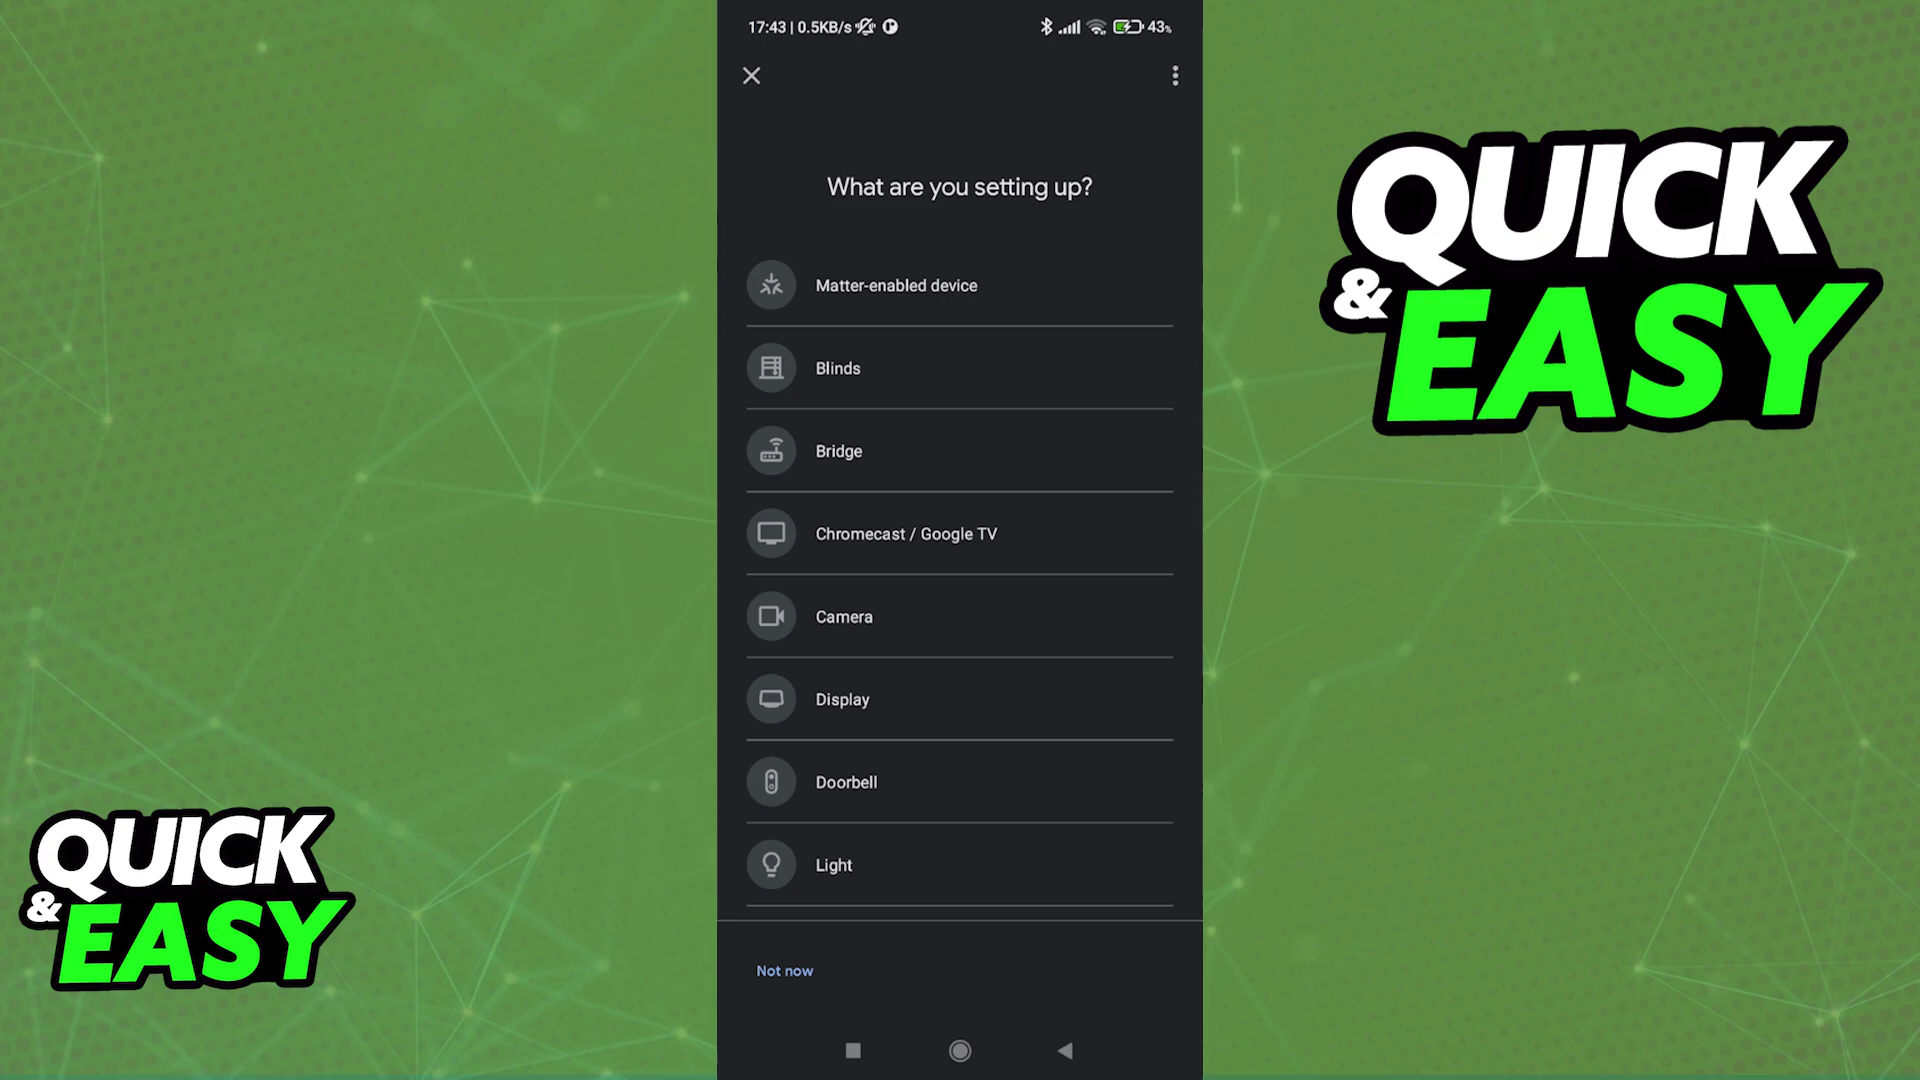 17:43 | 0.5KB/s
43%
What are you setting up?
Matter-enabled device
Blinds
Bridge
Chromecast / Google TV
Camera
Display
Doorbell
Light
Not now
QUICK
& EASY
QUICK
& EASY